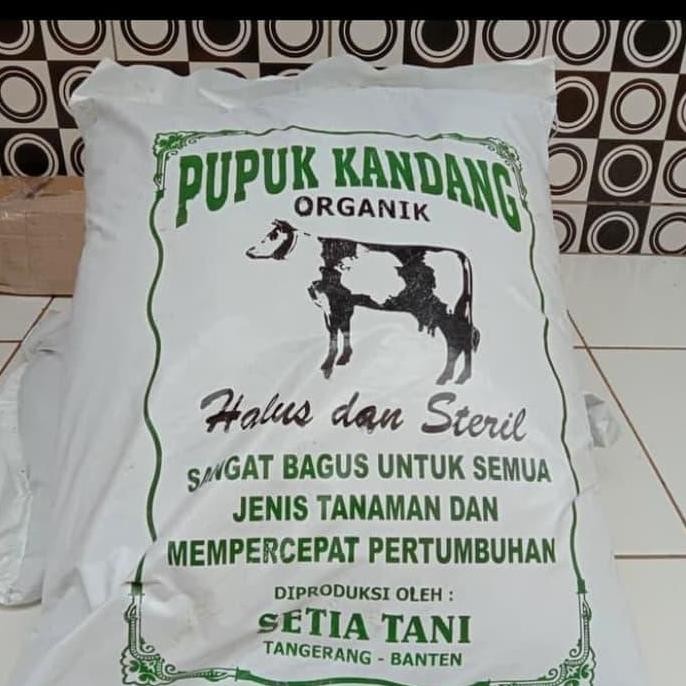 PUPUK KANDANG
ORGANIK
Halus dan Steril
SANGAT BAGUS UNTUK SEMUA
JENIS TANAMAN DAN
MEMPERCEPAT PERTUMBUHAN
DIPRODUKSI OLEH :
SETIA TANI
TANGERANG - BANTEN